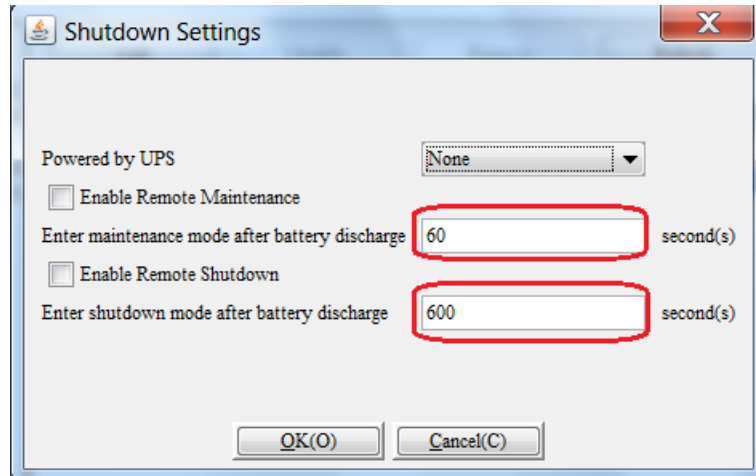 Shutdown Settings
X
Powered by UPS None
Enable Remote Maintenance
Enter maintenance mode after battery discharge 60 second(s)
Enable Remote Shutdown
Enter shutdown mode after battery discharge 600 second(s)
OK(O) Cancel(C)